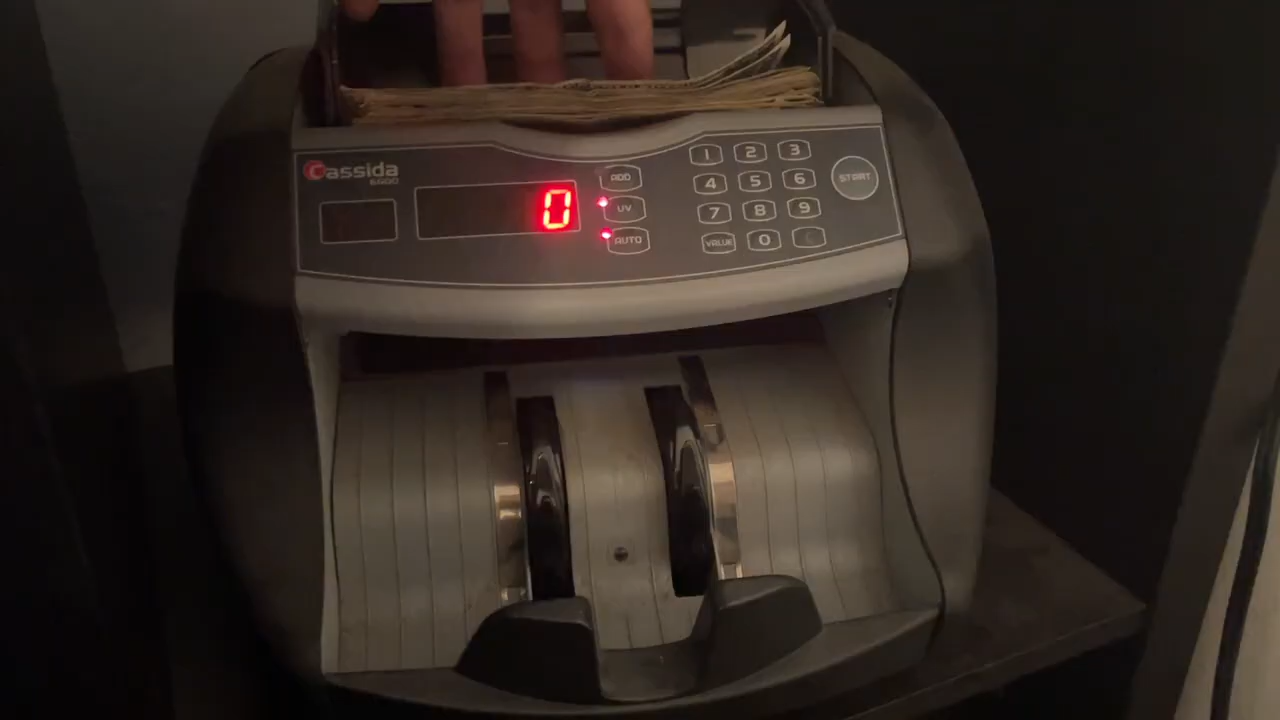 Cassida
6600
0
ADD
UV
AUTO
1 2 3
4 5 6
7 8 9
VALUE 0 C
START